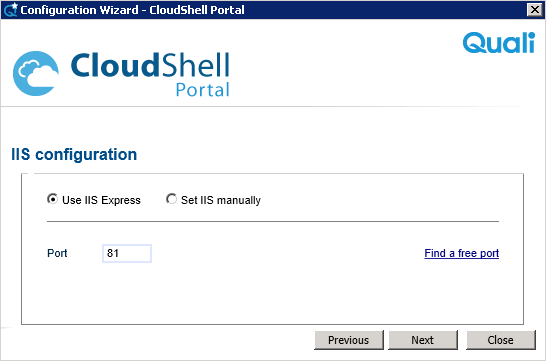 Configuration Wizard - CloudShell Portal
Quali
CloudShell
Portal
IIS configuration
Use IIS Express Set IIS manually
Port 81 Find a free port
Previous Next Close